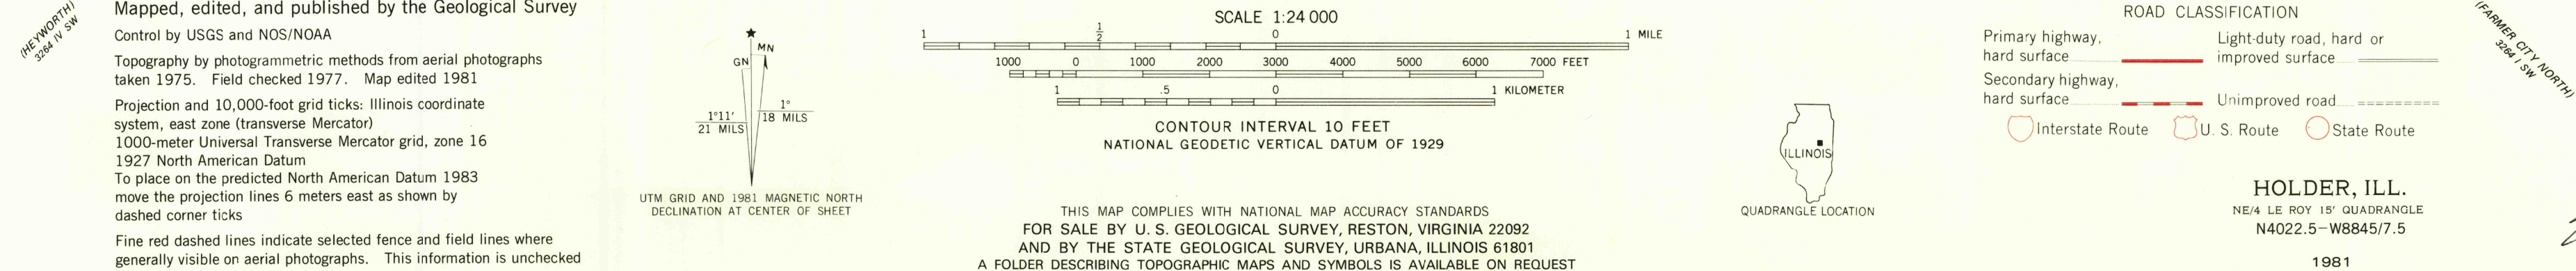 Mapped, edited, and published by the Geological Survey
Control by USGS and NOS/NOAA
Topography by photogrammetric methods from aerial photographs
taken 1975. Field checked 1977. Map edited 1981
Projection and 10,000-foot grid ticks: Illinois coordinate
system, east zone (transverse Mercator)
1000-meter Universal Transverse Mercator grid, zone 16
1927 North American Datum
To place on the predicted North American Datum 1983
move the projection lines 6 meters east as shown by
dashed corner ticks
Fine red dashed lines indicate selected fence and field lines where
generally visible on aerial photographs. This information is unchecked
(HEYWORTH)
3264 IV SW
MN
GN
1°11'
21 MILS
1°
18 MILS
UTM GRID AND 1981 MAGNETIC NORTH
DECLINATION AT CENTER OF SHEET
SCALE 1:24 000
1 1/2 0 1 MILE
1000 0 1000 2000 3000 4000 5000 6000 7000 FEET
1 .5 0 1 KILOMETER
CONTOUR INTERVAL 10 FEET
NATIONAL GEODETIC VERTICAL DATUM OF 1929
THIS MAP COMPLIES WITH NATIONAL MAP ACCURACY STANDARDS
FOR SALE BY U. S. GEOLOGICAL SURVEY, RESTON, VIRGINIA 22092
AND BY THE STATE GEOLOGICAL SURVEY, URBANA, ILLINOIS 61801
A FOLDER DESCRIBING TOPOGRAPHIC MAPS AND SYMBOLS IS AVAILABLE ON REQUEST
ILLINOIS
QUADRANGLE LOCATION
ROAD CLASSIFICATION
Primary highway,
hard surface
Light-duty road, hard or
improved surface
Secondary highway,
hard surface
Unimproved road
Interstate Route U. S. Route State Route
(FARMER CITY NORTH)
3264 I SW
HOLDER, ILL.
NE/4 LE ROY 15' QUADRANGLE
N4022.5–W8845/7.5
1981